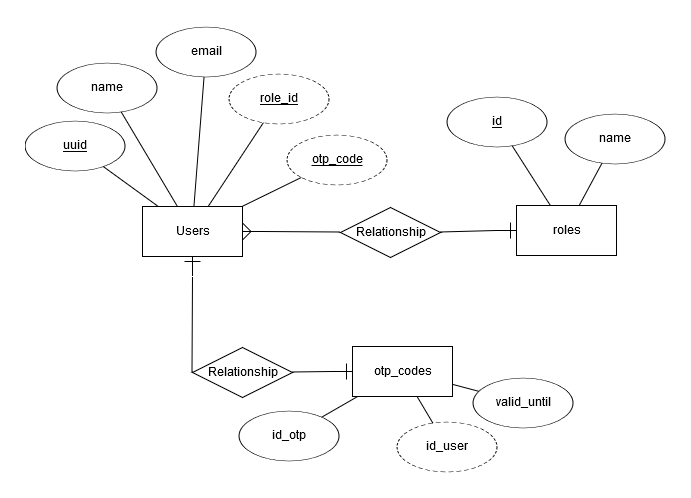 email
name
role_id
uuid
otp_code
id
name
Users
Relationship
roles
Relationship
otp_codes
valid_until
id_otp
id_user